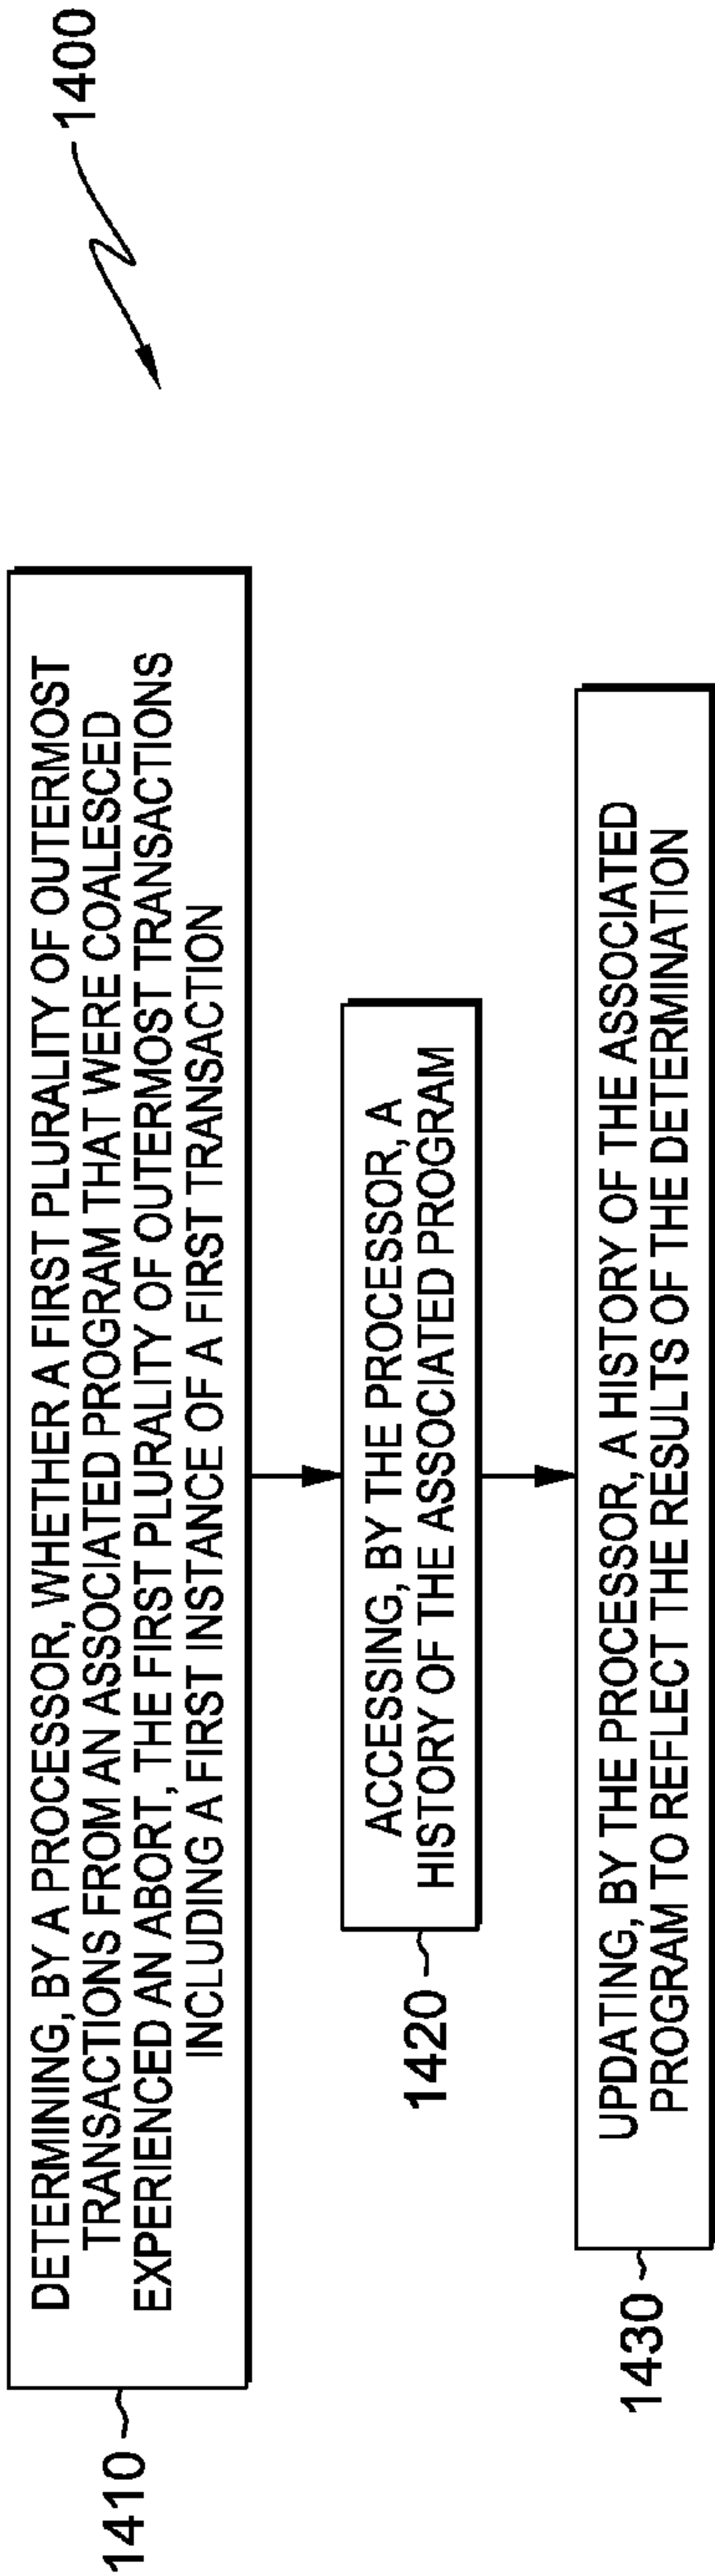 1400
1410
DETERMINING, BY A PROCESSOR, WHETHER A FIRST PLURALITY OF OUTERMOST
TRANSACTIONS FROM AN ASSOCIATED PROGRAM THAT WERE COALESCED
EXPERIENCED AN ABORT, THE FIRST PLURALITY OF OUTERMOST TRANSACTIONS
INCLUDING A FIRST INSTANCE OF A FIRST TRANSACTION
1420
ACCESSING, BY THE PROCESSOR, A
HISTORY OF THE ASSOCIATED PROGRAM
1430
UPDATING, BY THE PROCESSOR, A HISTORY OF THE ASSOCIATED
PROGRAM TO REFLECT THE RESULTS OF THE DETERMINATION